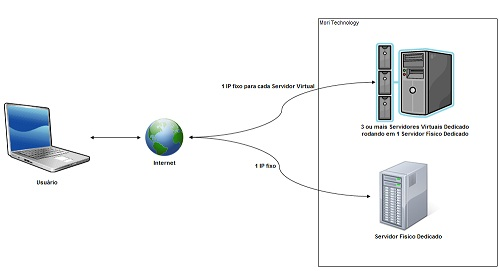 Mori Technology
1 IP fixo para cada Servidor Virtual
3 ou mais Servidores Virtuais Dedicado
rodando em 1 Servidor Físico Dedicado
Internet
Usuário
1 IP fixo
Servidor Físico Dedicado